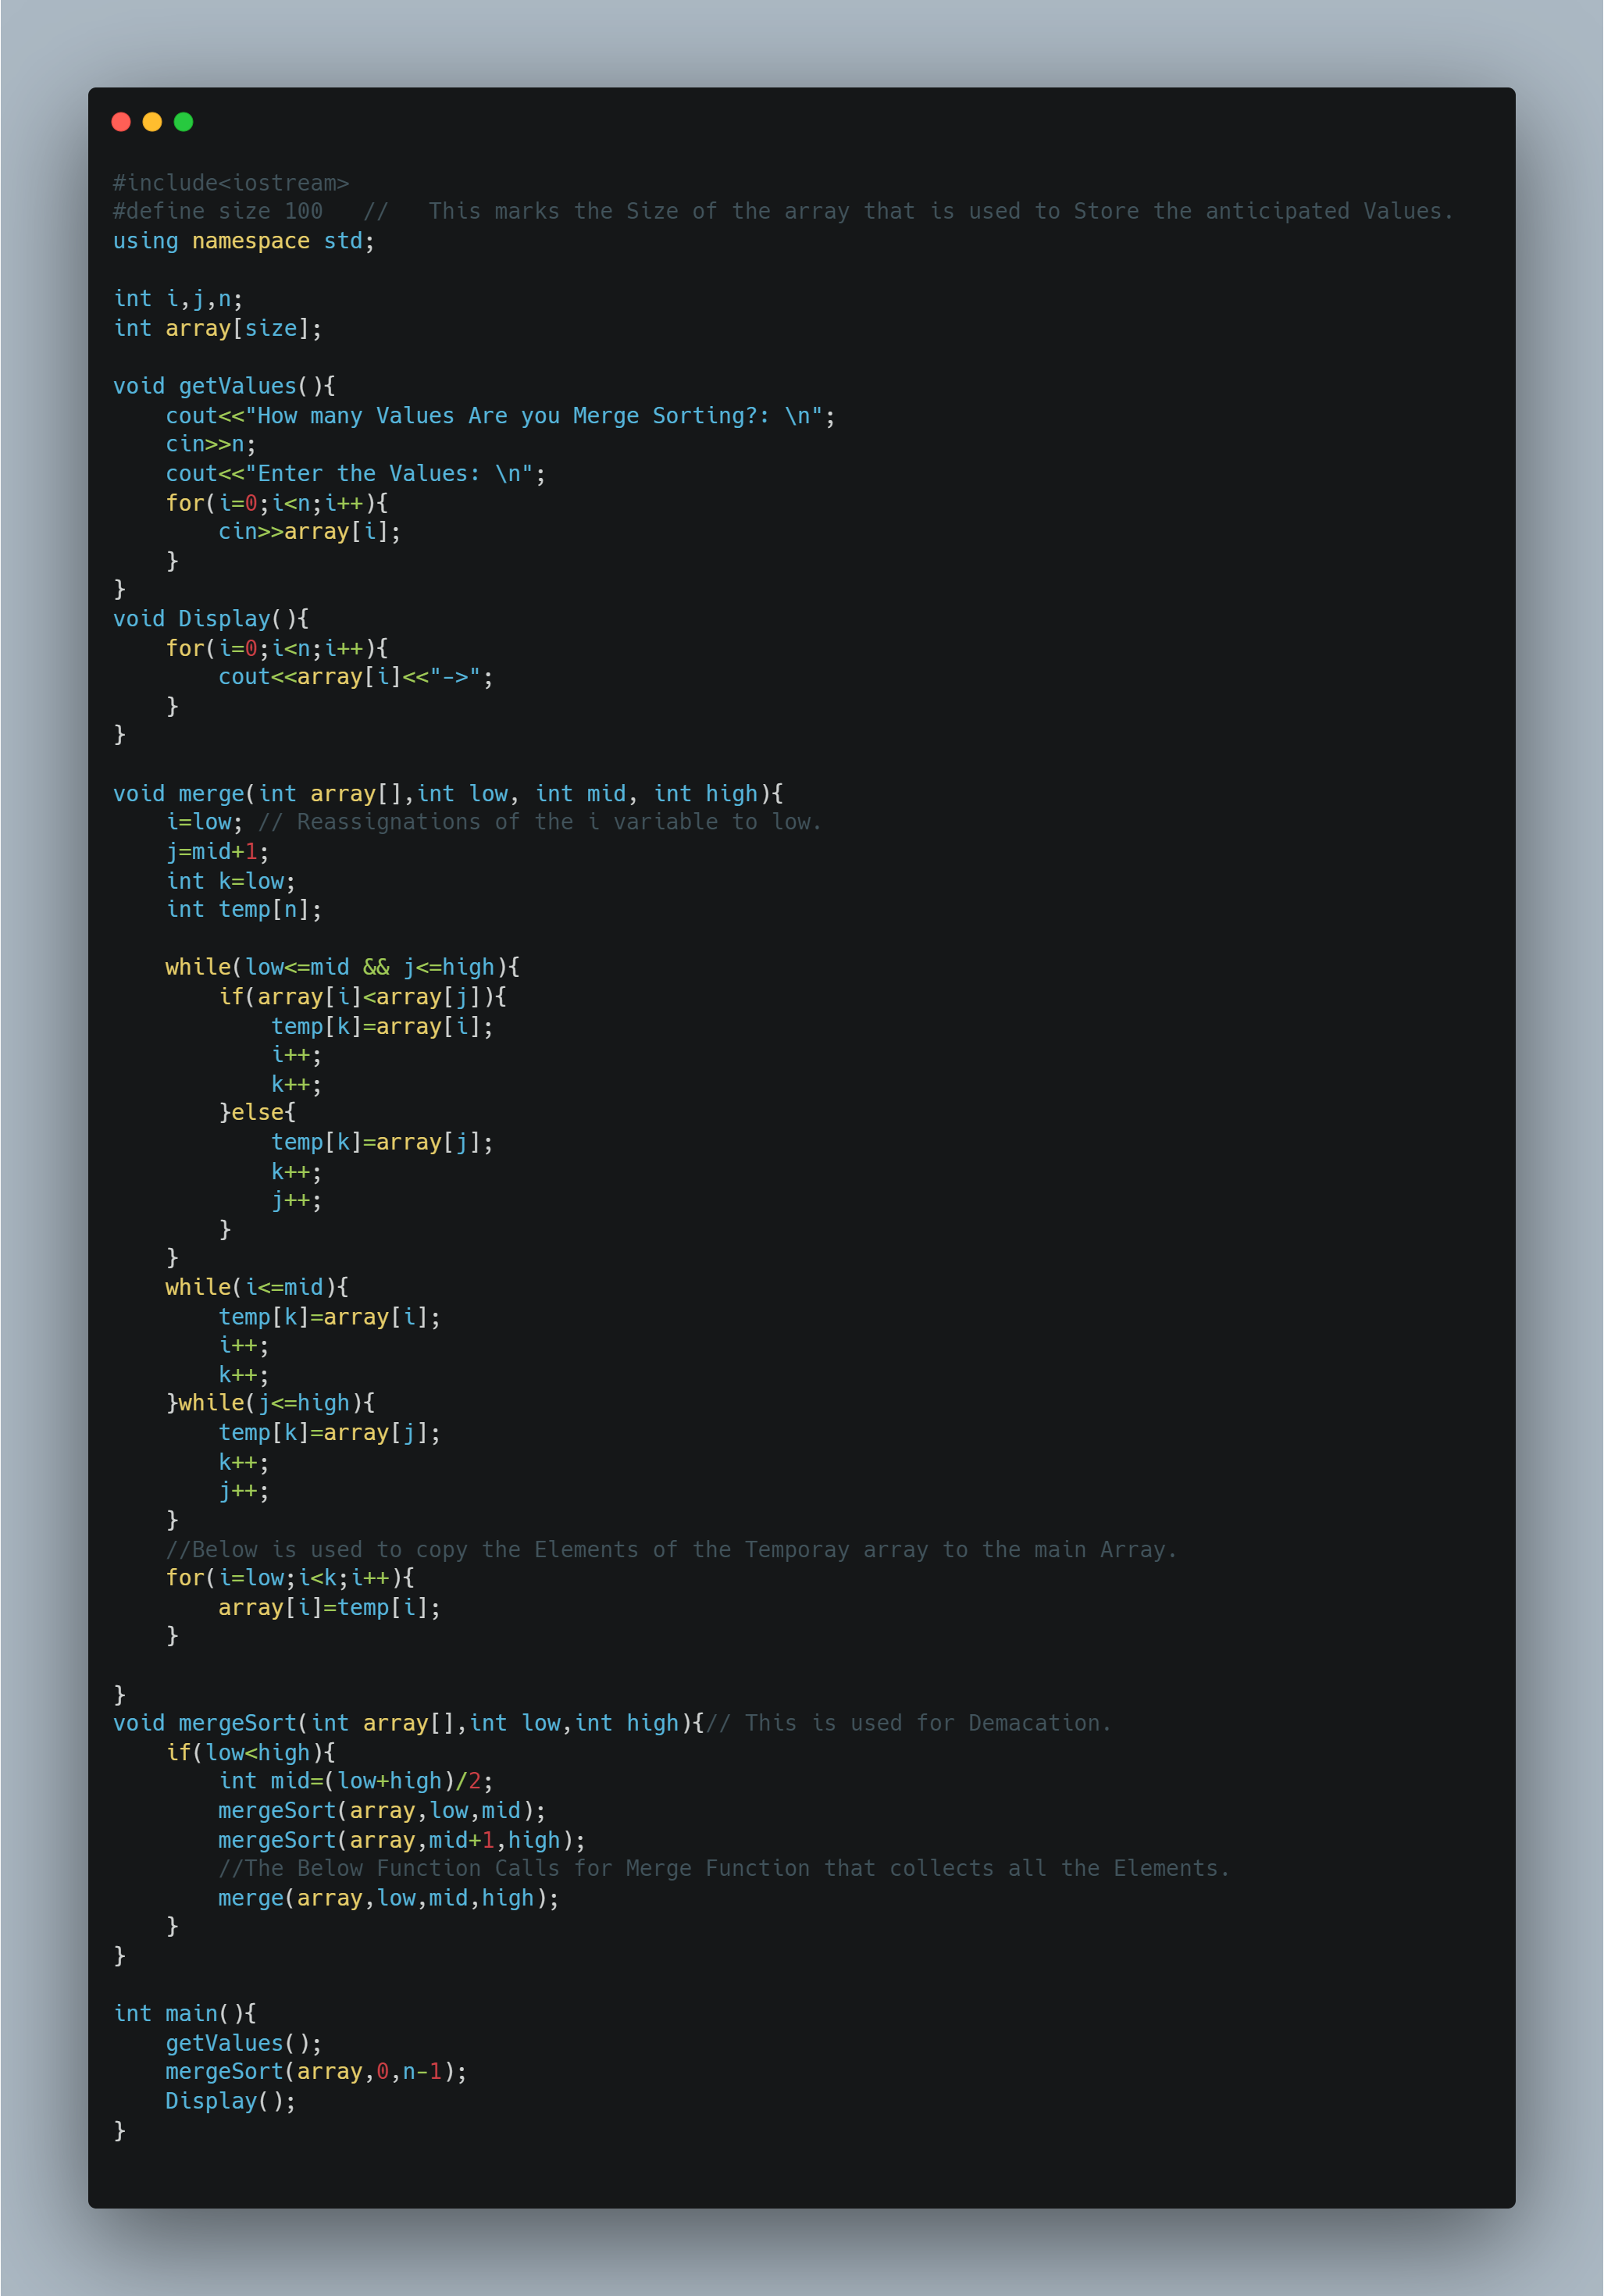 #include<iostream>
#define size 100   //   This marks the Size of the array that is used to Store the anticipated Values.
using namespace std;

int i,j,n;
int array[size];

void getValues(){
    cout<<"How many Values Are you Merge Sorting?: \n";
    cin>>n;
    cout<<"Enter the Values: \n";
    for(i=0;i<n;i++){
        cin>>array[i];
    }
}
void Display(){
    for(i=0;i<n;i++){
        cout<<array[i]<<"->";
    }
}

void merge(int array[],int low, int mid, int high){
    i=low; // Reassignations of the i variable to low.
    j=mid+1;
    int k=low;
    int temp[n];

    while(low<=mid && j<=high){
        if(array[i]<array[j]){
            temp[k]=array[i];
            i++;
            k++;
        }else{
            temp[k]=array[j];
            k++;
            j++;
        }
    }
    while(i<=mid){
        temp[k]=array[i];
        i++;
        k++;
    }while(j<=high){
        temp[k]=array[j];
        k++;
        j++;
    }
    //Below is used to copy the Elements of the Temporay array to the main Array.
    for(i=low;i<k;i++){
        array[i]=temp[i];
    }

}
void mergeSort(int array[],int low,int high){// This is used for Demacation.
    if(low<high){
        int mid=(low+high)/2;
        mergeSort(array,low,mid);
        mergeSort(array,mid+1,high);
        //The Below Function Calls for Merge Function that collects all the Elements.
        merge(array,low,mid,high);
    }
}

int main(){
    getValues();
    mergeSort(array,0,n-1);
    Display();
}